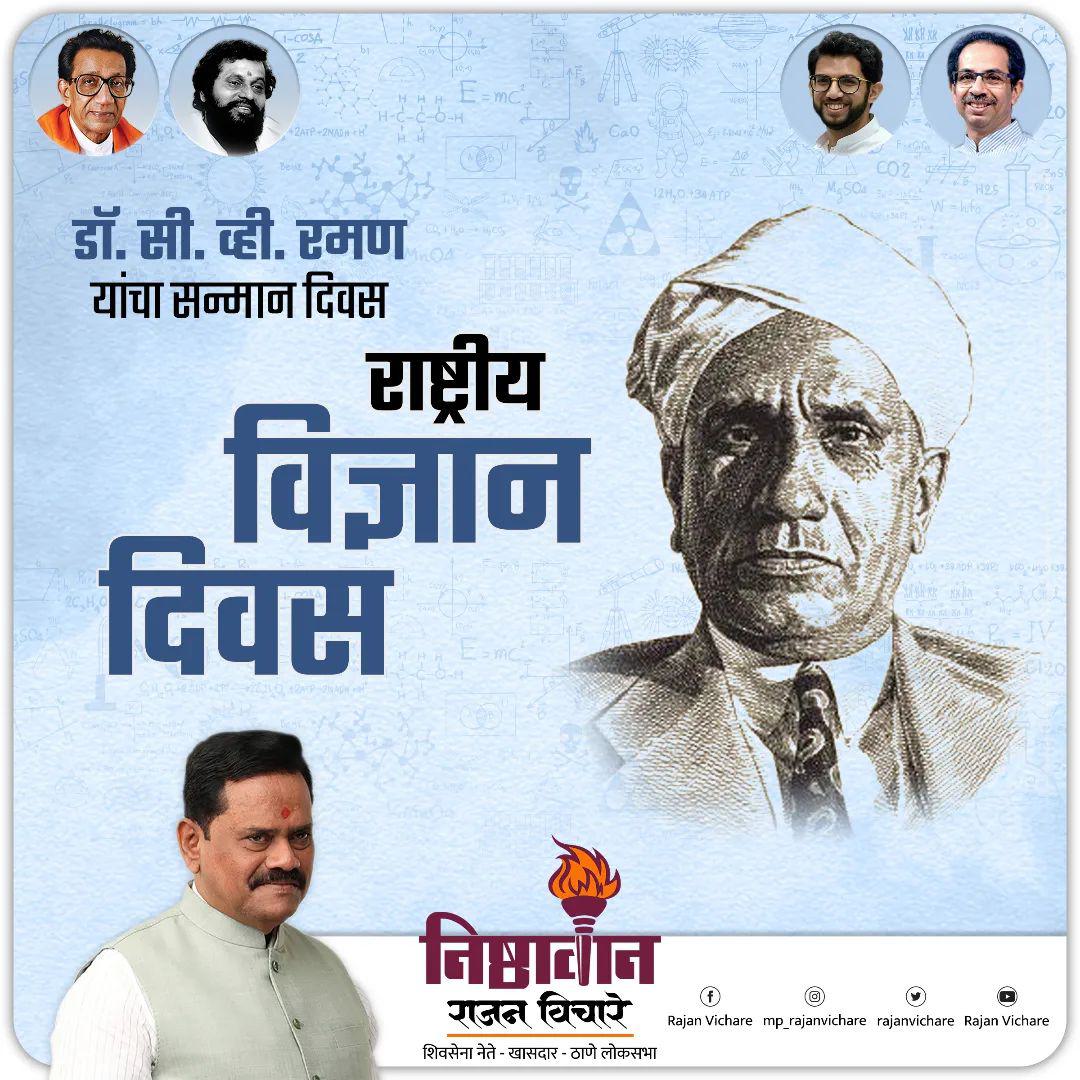 डॉ. सी. व्ही. रमण
यांचा सन्मान दिवस
राष्ट्रीय
विज्ञान
दिवस
निष्ठावान
राजन विचारे
शिवसेना नेते - खासदार - ठाणे लोकसभा
Rajan Vichare mp_rajanvichare rajanvichare Rajan Vichare